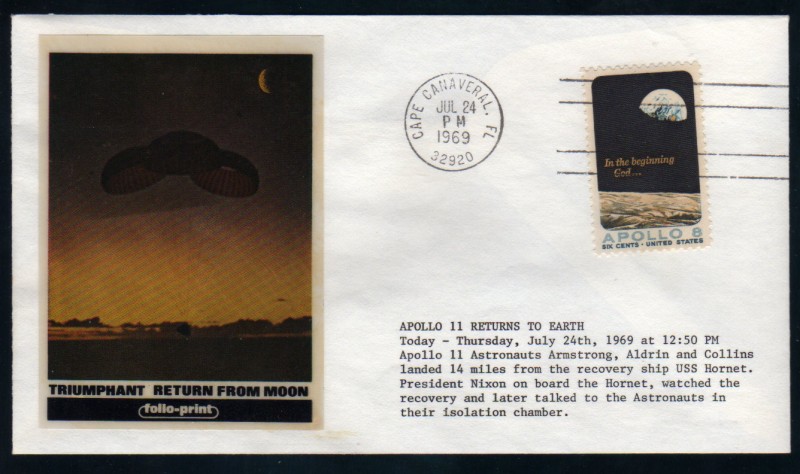 CAPE CANAVERAL, FL
JUL 24
PM
1969
32920
In the beginning
God...
APOLLO 8
SIX CENTS · UNITED STATES
TRIUMPHANT RETURN FROM MOON
folio-print
APOLLO 11 RETURNS TO EARTH
Today - Thursday, July 24th, 1969 at 12:50 PM
Apollo 11 Astronauts Armstrong, Aldrin and Collins
landed 14 miles from the recovery ship USS Hornet.
President Nixon on board the Hornet, watched the
recovery and later talked to the Astronauts in
their isolation chamber.